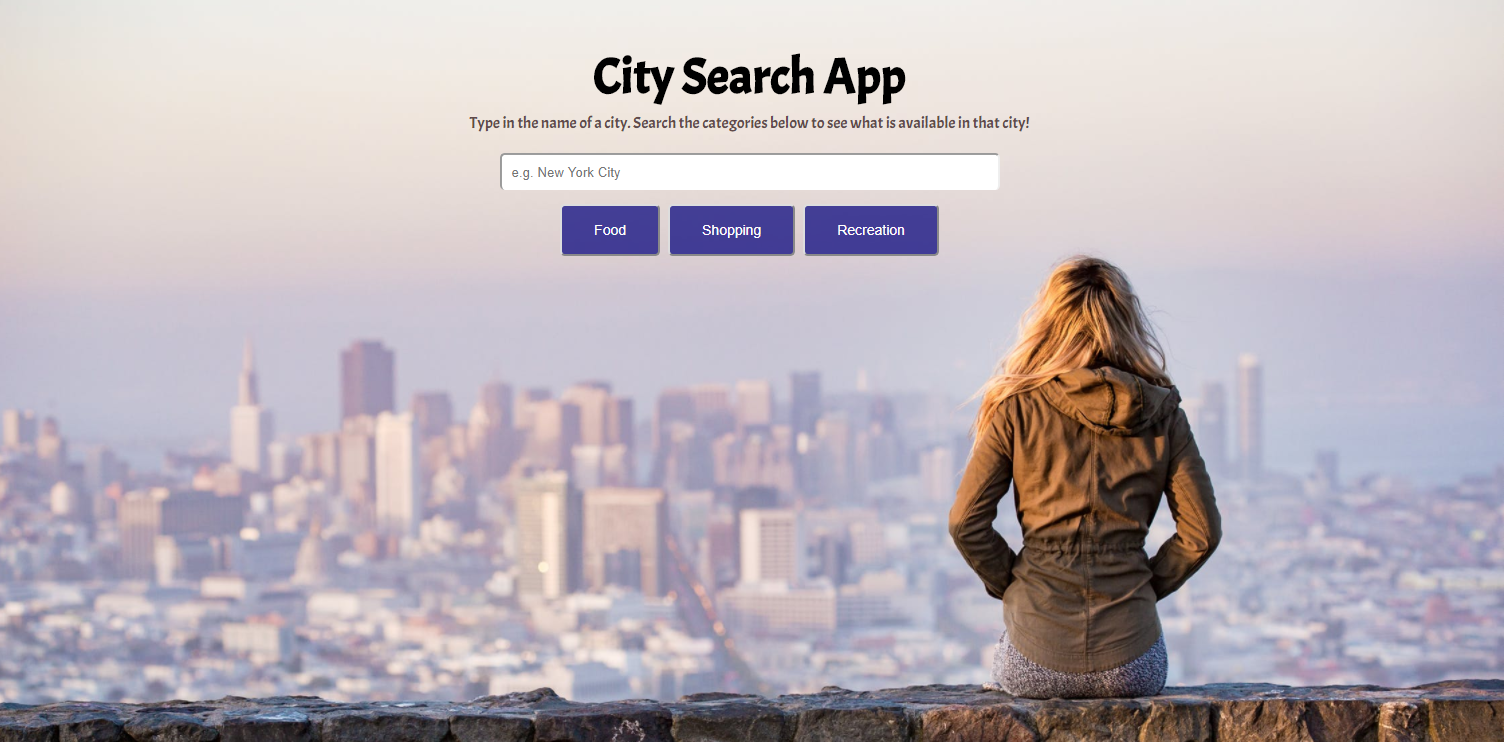 City Search App
Type in the name of a city. Search the categories below to see what is available in that city!
e.g. New York City
Food Shopping Recreation